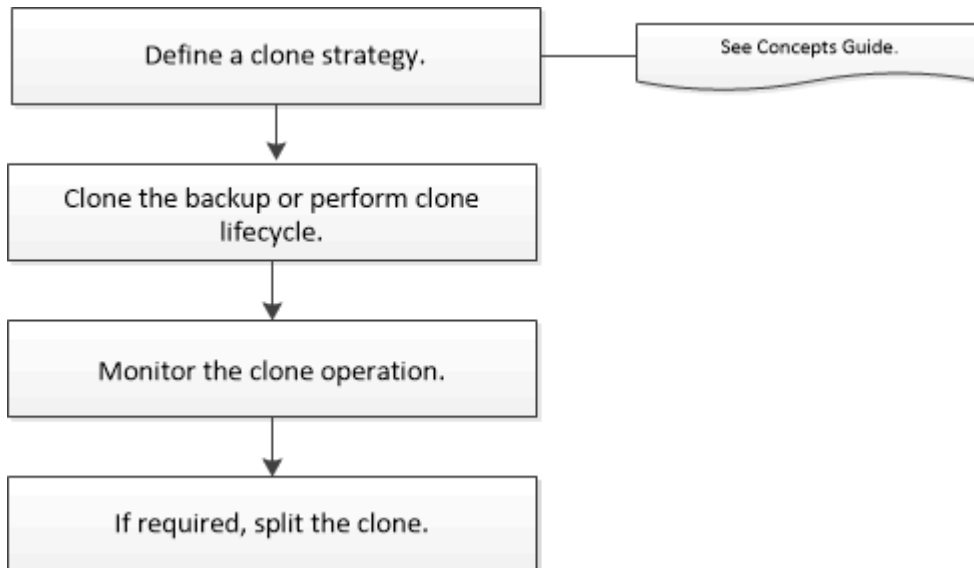 Define a clone strategy.
See Concepts Guide.
Clone the backup or perform clone
lifecycle.
Monitor the clone operation.
If required, split the clone.